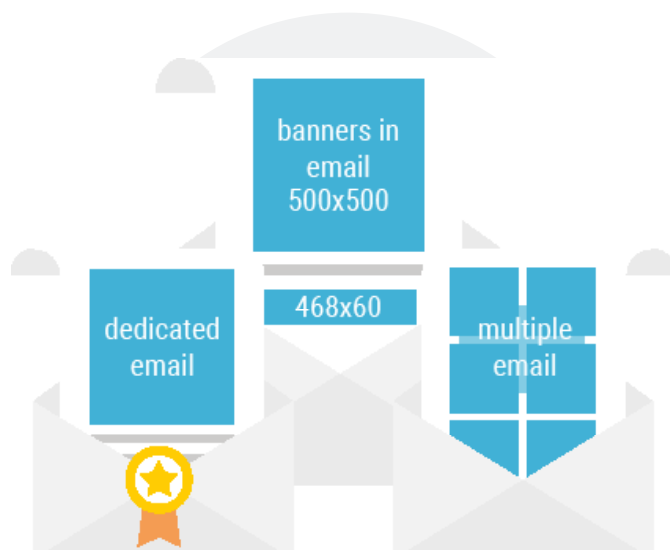 banners in
email
500x500
468x60
dedicated
email
multiple
email